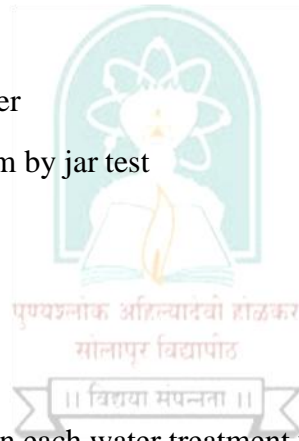 er
n by jar test
पुण्यश्लोक अहिल्यादेवी होळकर
सोलापूर विद्यापीठ
।। विद्यया संपन्नता ।।
n each water treatment